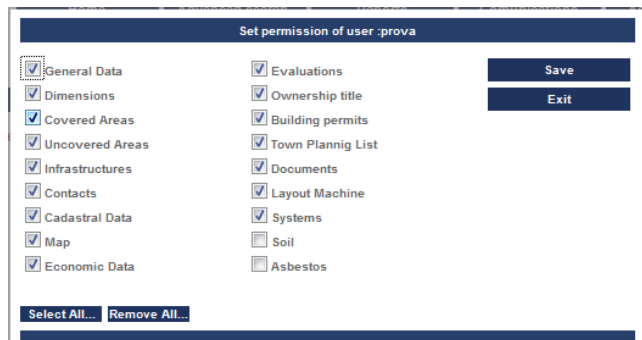 Set permission of user :prova
General Data
Dimensions
Covered Areas
Uncovered Areas
Infrastructures
Contacts
Cadastral Data
Map
Economic Data
Evaluations
Ownership title
Building permits
Town Plannig List
Documents
Layout Machine
Systems
Soil
Asbestos
Save
Exit
Select All...
Remove All...